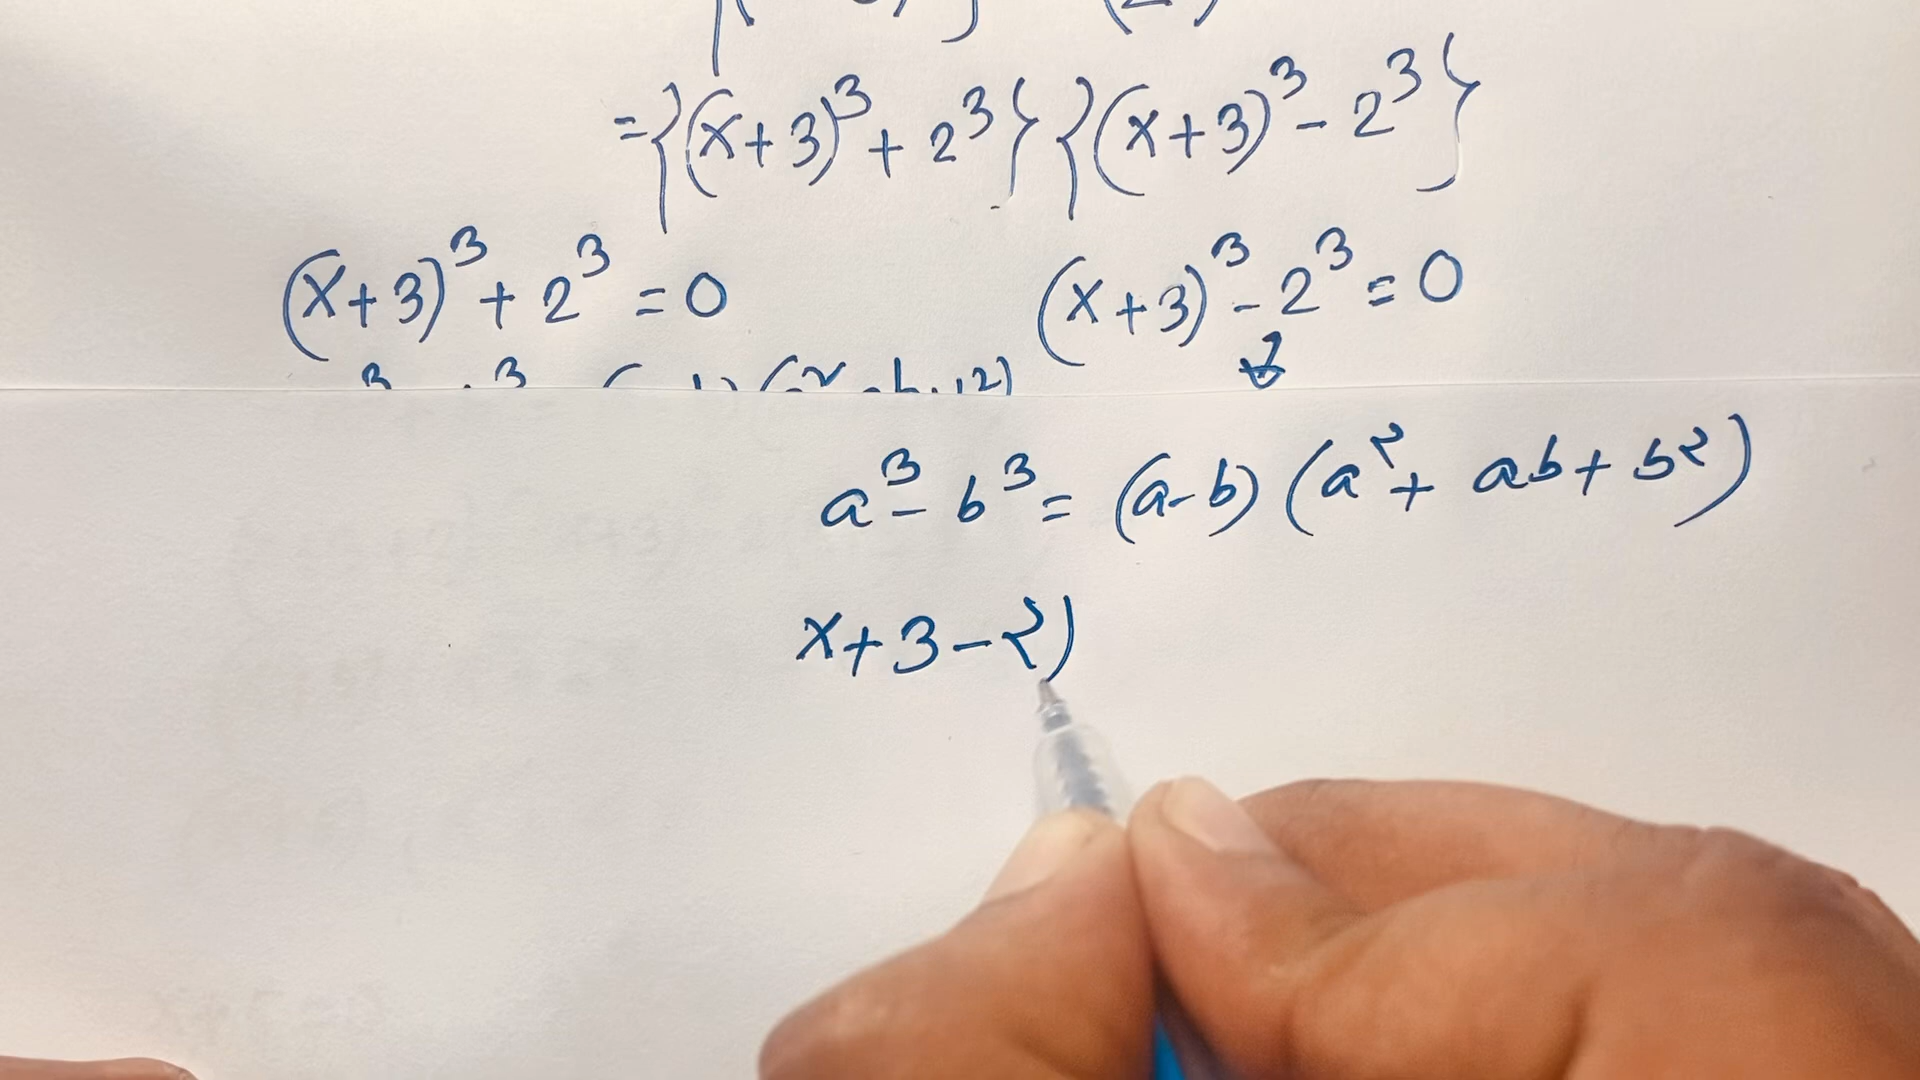 ={(x+3)³+2³}{(x+3)³-2³}
(x+3)³+2³=0 (x+3)³-2³=0
a³-b³=(a-b)(a²+ab+b²)
x+3-2)